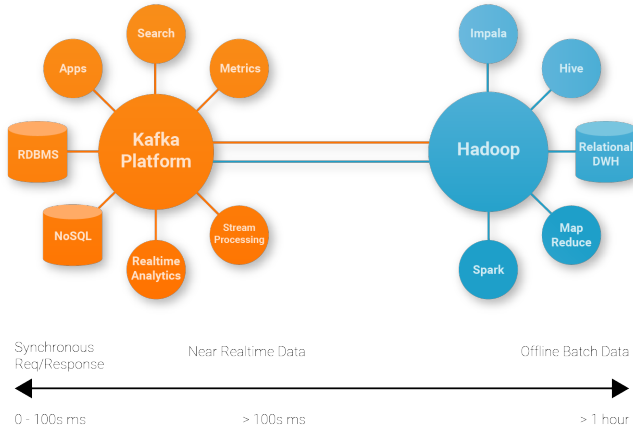 Search
Apps
Metrics
RDBMS
Kafka
Platform
NoSQL
Realtime
Analytics
Stream
Processing
Impala
Hive
Hadoop
Relational
DWH
Map
Reduce
Spark
Synchronous
Req/Response
Near Realtime Data
Offline Batch Data
0 - 100s ms
> 100s ms
> 1 hour